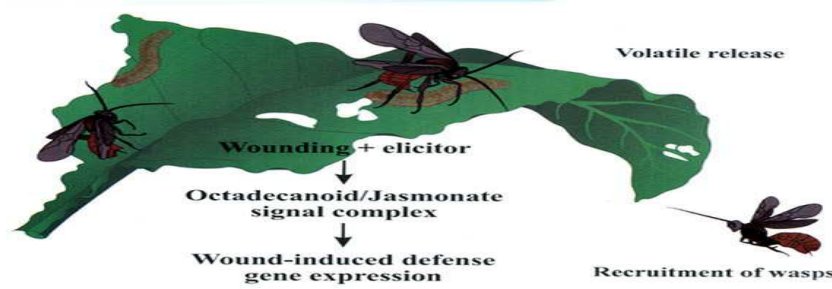 Volatile release
Wounding + elicitor
Octadecanoid/Jasmonate
signal complex
Wound-induced defense
gene expression
Recruitment of wasps